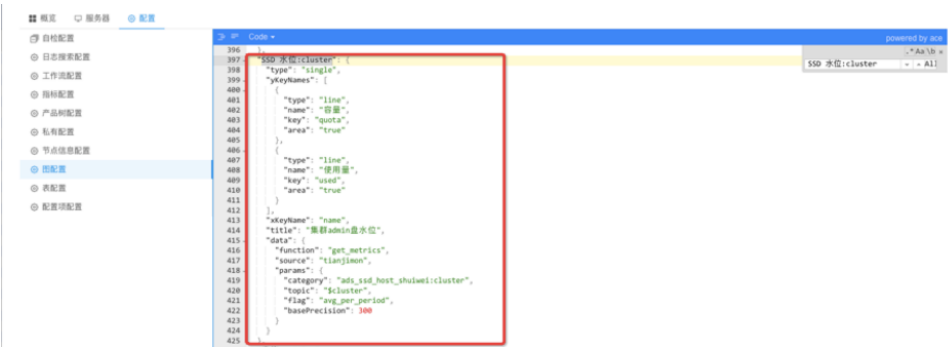 概览 服务器 配置
自检配置
日志搜索配置
工作流配置
指标配置
产品树配置
私有配置
节点信息配置
图配置
表配置
配置项配置
Code
powered by ace
.* Aa \b
SSD 水位:cluster All
396 },
397 "SSD 水位:cluster": {
398 "type": "single",
399 "yKeyNames": [
400 {
401 "type": "line",
402 "name": "容量",
403 "key": "quota",
404 "area": "true"
405 },
406 {
407 "type": "line",
408 "name": "使用量",
409 "key": "used",
410 "area": "true"
411 }
412 ],
413 "xKeyName": "name",
414 "title": "集群admin盘水位",
415 "data": {
416 "function": "get_metrics",
417 "source": "tianjimon",
418 "params": {
419 "category": "ads_ssd_host_shuiwei:cluster",
420 "topic": "$cluster",
421 "flag": "avg_per_period",
422 "basePrecision": 300
423 }
424 }
425 },